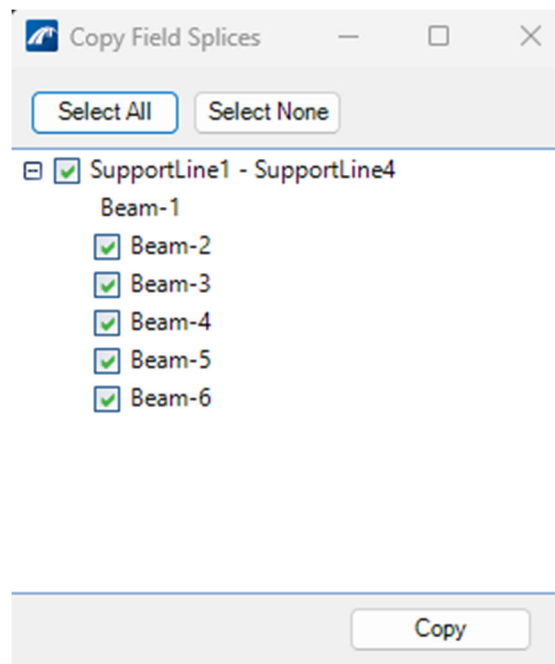 Copy Field Splices
Select All Select None
SupportLine1 - SupportLine4
Beam-1
Beam-2
Beam-3
Beam-4
Beam-5
Beam-6
Copy